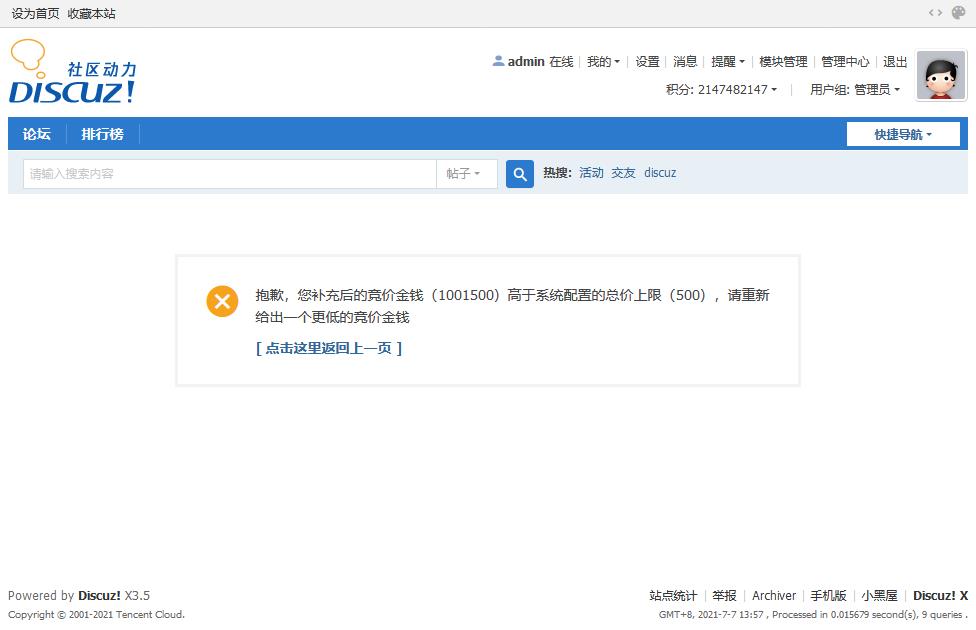 设为首页 收藏本站
社区动力
DISCUZ!
admin 在线 | 我的 | 设置 | 消息 | 提醒 | 模块管理 | 管理中心 | 退出
积分: 2147482147 | 用户组: 管理员
论坛 排行榜 快捷导航
请输入搜索内容 帖子 热搜: 活动 交友 discuz
抱歉，您补充后的竞价金钱（1001500）高于系统配置的总价上限（500），请重新
给出一个更低的竞价金钱
[ 点击这里返回上一页 ]
Powered by Discuz! X3.5 站点统计 | 举报 | Archiver | 手机版 | 小黑屋 | Discuz! X
Copyright © 2001-2021 Tencent Cloud. GMT+8, 2021-7-7 13:57 , Processed in 0.015679 second(s), 9 queries .